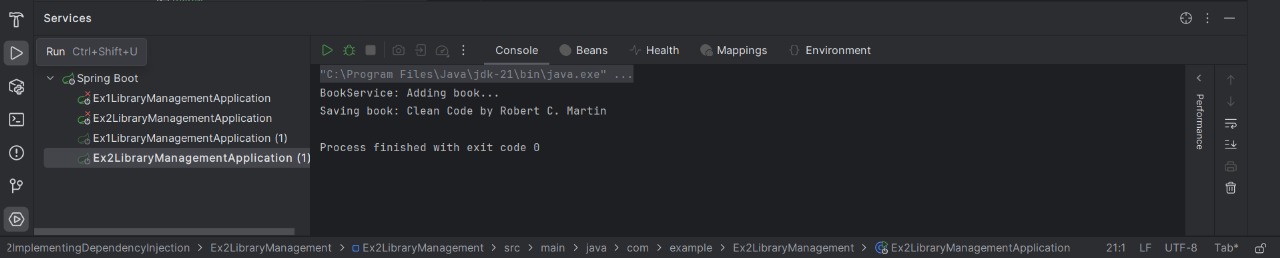 Services
Run Ctrl+Shift+U
Console Beans Health Mappings Environment
Spring Boot
Ex1LibraryManagementApplication
Ex2LibraryManagementApplication
Ex1LibraryManagementApplication (1)
Ex2LibraryManagementApplication (1)
"C:\Program Files\Java\jdk-21\bin\java.exe" ...
BookService: Adding book...
Saving book: Clean Code by Robert C. Martin
Process finished with exit code 0
Performance
2ImplementingDependencyInjection > Ex2LibraryManagement > Ex2LibraryManagement > src > main > java > com > example > Ex2LibraryManagement > Ex2LibraryManagementApplication 21:1 LF UTF-8 Tab*